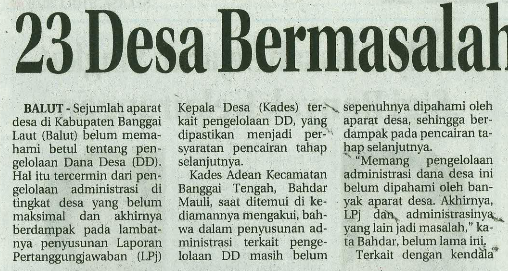 23 Desa Bermasalah
BALUT - Sejumlah aparat
desa di Kabupaten Banggai
Laut (Balut) belum mema-
hami betul tentang pen-
gelolaan Dana Desa (DD).
Hal itu tercermin dari pen-
gelolaan administrasi di
tingkat desa yang belum
maksimal dan akhirnya
berdampak pada lambat-
nya penyusunan Laporan
Pertanggungjawaban (LPj)
Kepala Desa (Kades) ter-
kait pengelolaan DD, yang
dipastikan menjadi per-
syaratan pencairan tahap
selanjutnya.
Kades Adean Kecamatan
Banggai Tengah, Bahdar
Mauli, saat ditemui di ke-
diamannya mengakui, bah-
wa dalam penyusunan ad-
ministrasi terkait penge-
lolaan DD masih belum
sepenuhnya dipahami oleh
aparat desa, sehingga ber-
dampak pada pencairan ta-
hap selanjutnya.
"Memang pengelolaan
administrasi dana desa ini
belum dipahami oleh ban-
yak aparat desa. Akhirnya,
LPj dan administrasinya
yang lain jadi masalah," ka-
ta Bahdar, belum lama ini.
Terkait dengan kendala